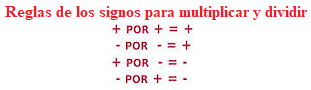 Reglas de los signos para multiplicar y dividir
+ POR + = +
- POR - = +
+ POR - = -
- POR + = -